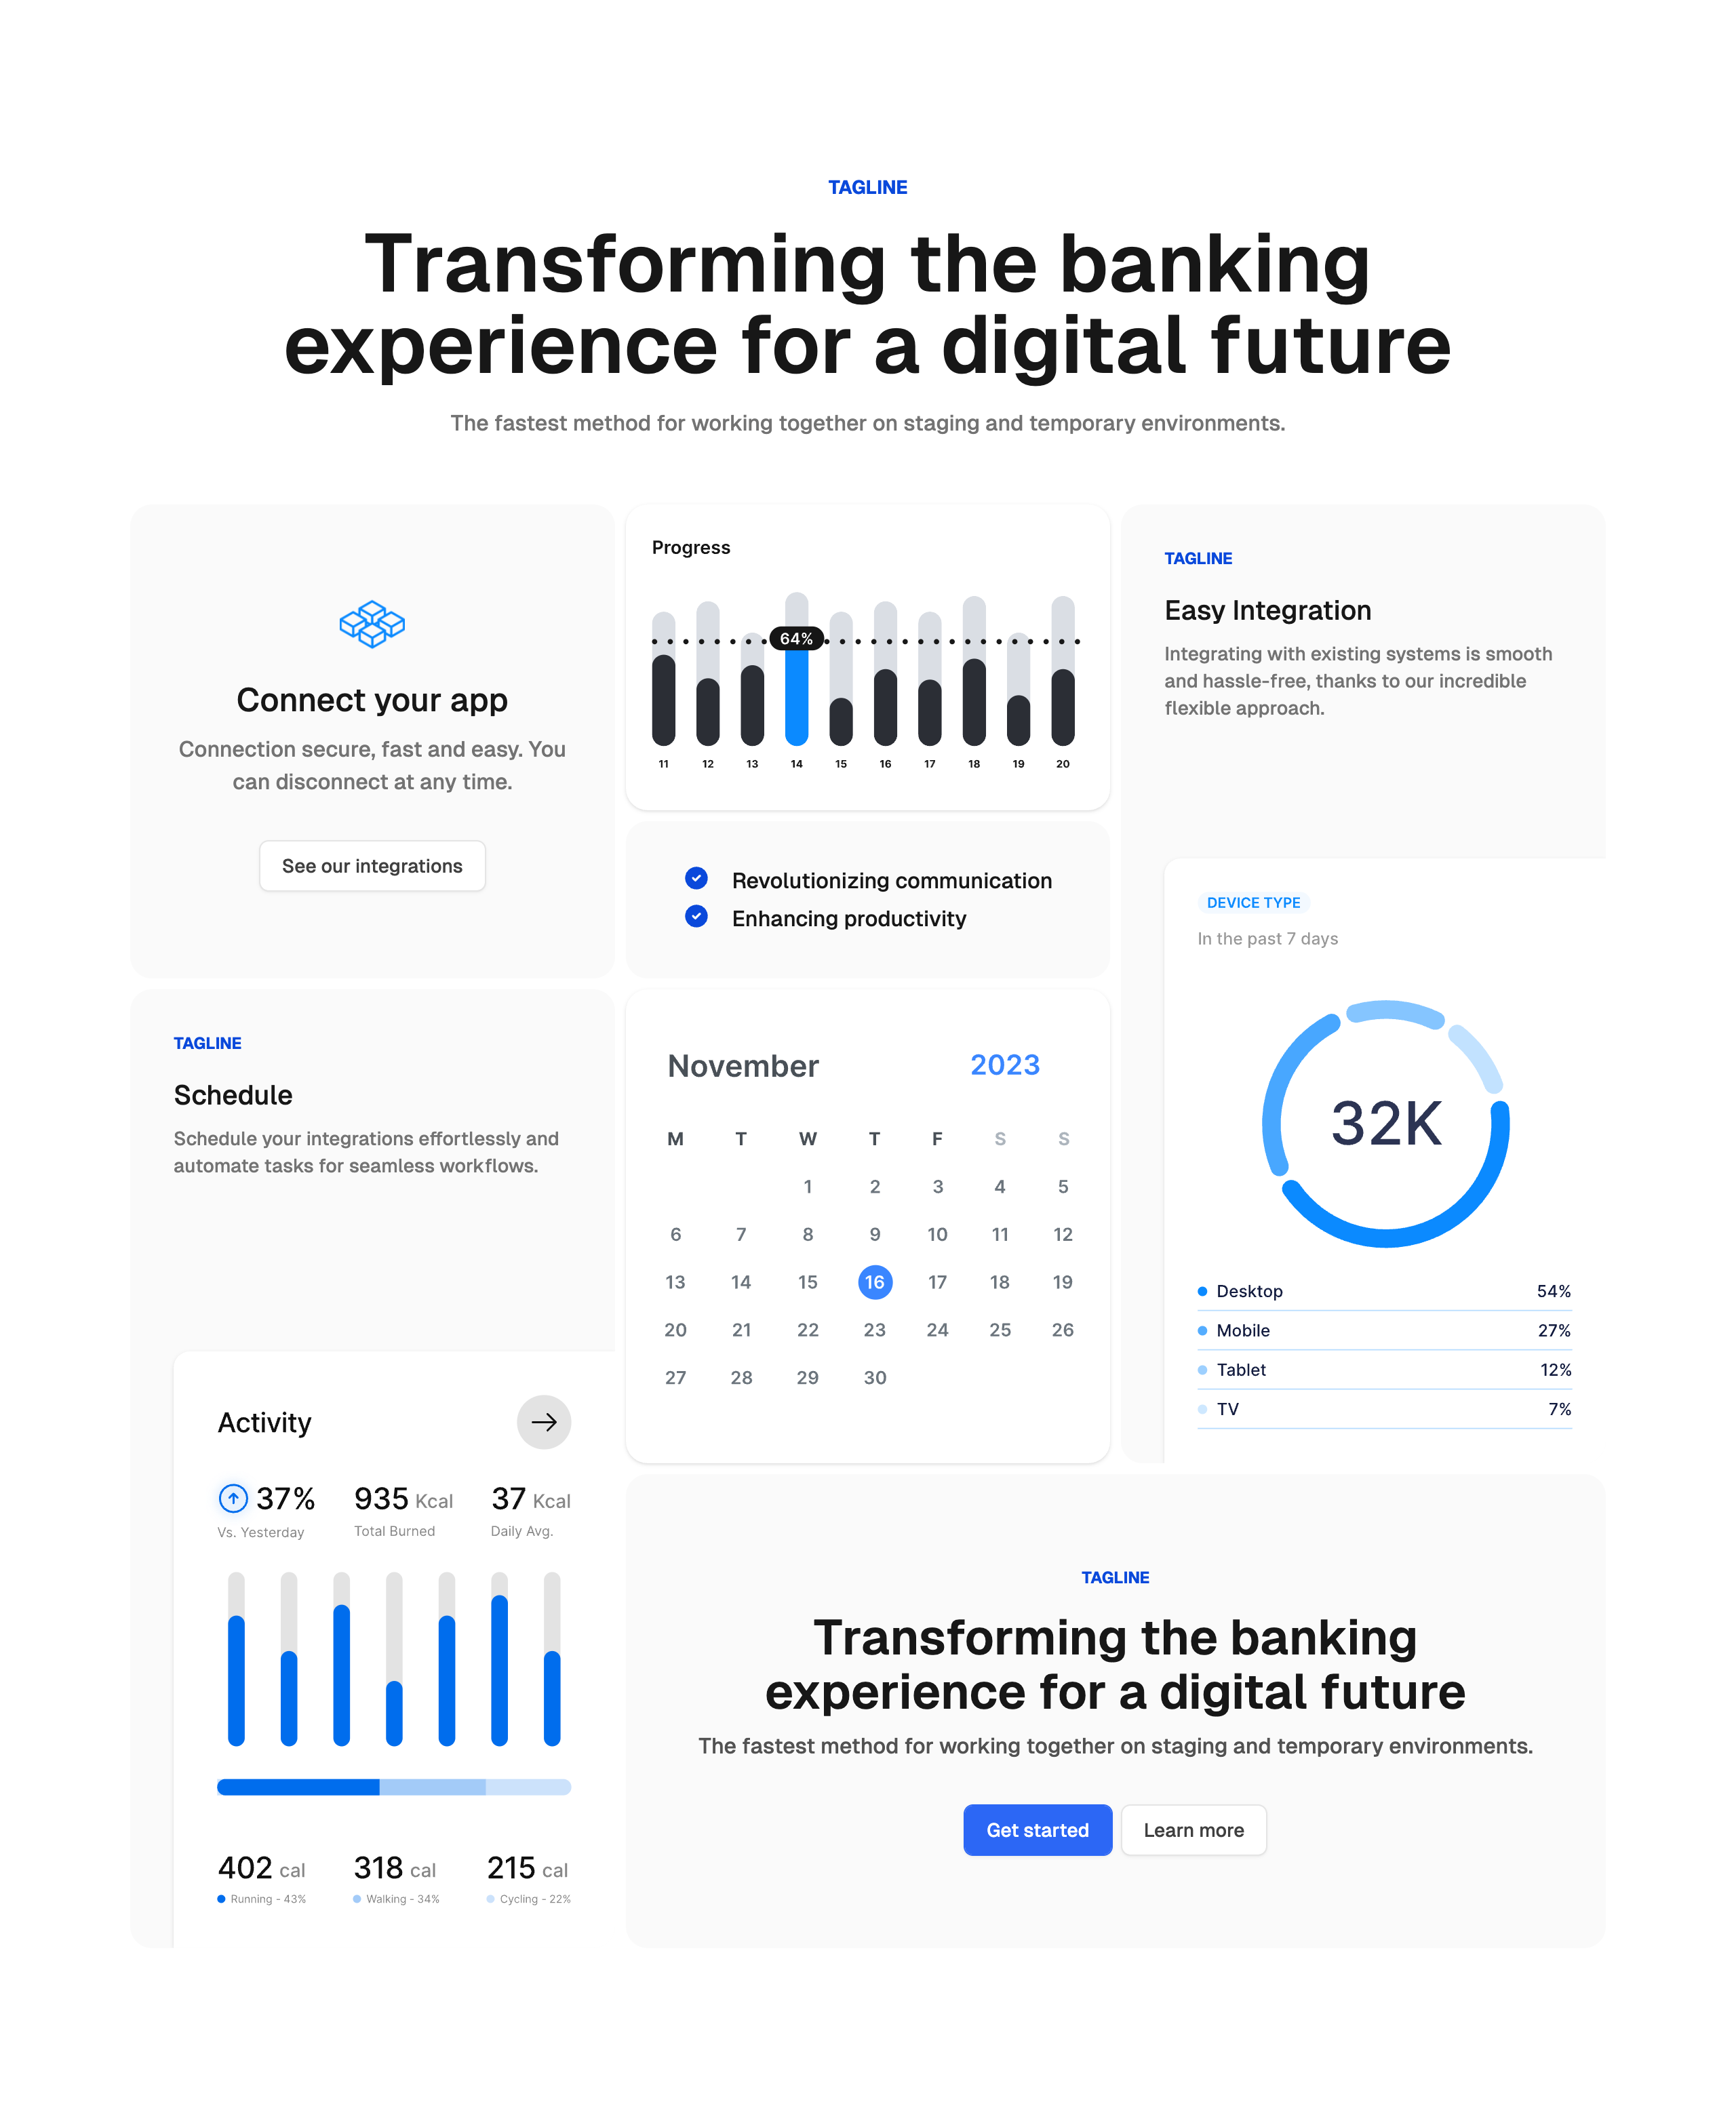 TAGLINE
Transforming the banking
experience for a digital future
The fastest method for working together on staging and temporary environments.
Connect your app
Connection secure, fast and easy. You
can disconnect at any time.
See our integrations
Progress
64%
11 12 13 14 15 16 17 18 19 20
Revolutionizing communication
Enhancing productivity
TAGLINE
Easy Integration
Integrating with existing systems is smooth
and hassle-free, thanks to our incredible
flexible approach.
DEVICE TYPE
In the past 7 days
32K
Desktop 54%
Mobile 27%
Tablet 12%
TV 7%
TAGLINE
Schedule
Schedule your integrations effortlessly and
automate tasks for seamless workflows.
Activity
37% 935 Kcal 37 Kcal
Vs. Yesterday Total Burned Daily Avg.
402 cal 318 cal 215 cal
Running - 43% Walking - 34% Cycling - 22%
November 2023
M T W T F S S
1 2 3 4 5
6 7 8 9 10 11 12
13 14 15 16 17 18 19
20 21 22 23 24 25 26
27 28 29 30
TAGLINE
Transforming the banking
experience for a digital future
The fastest method for working together on staging and temporary environments.
Get started Learn more